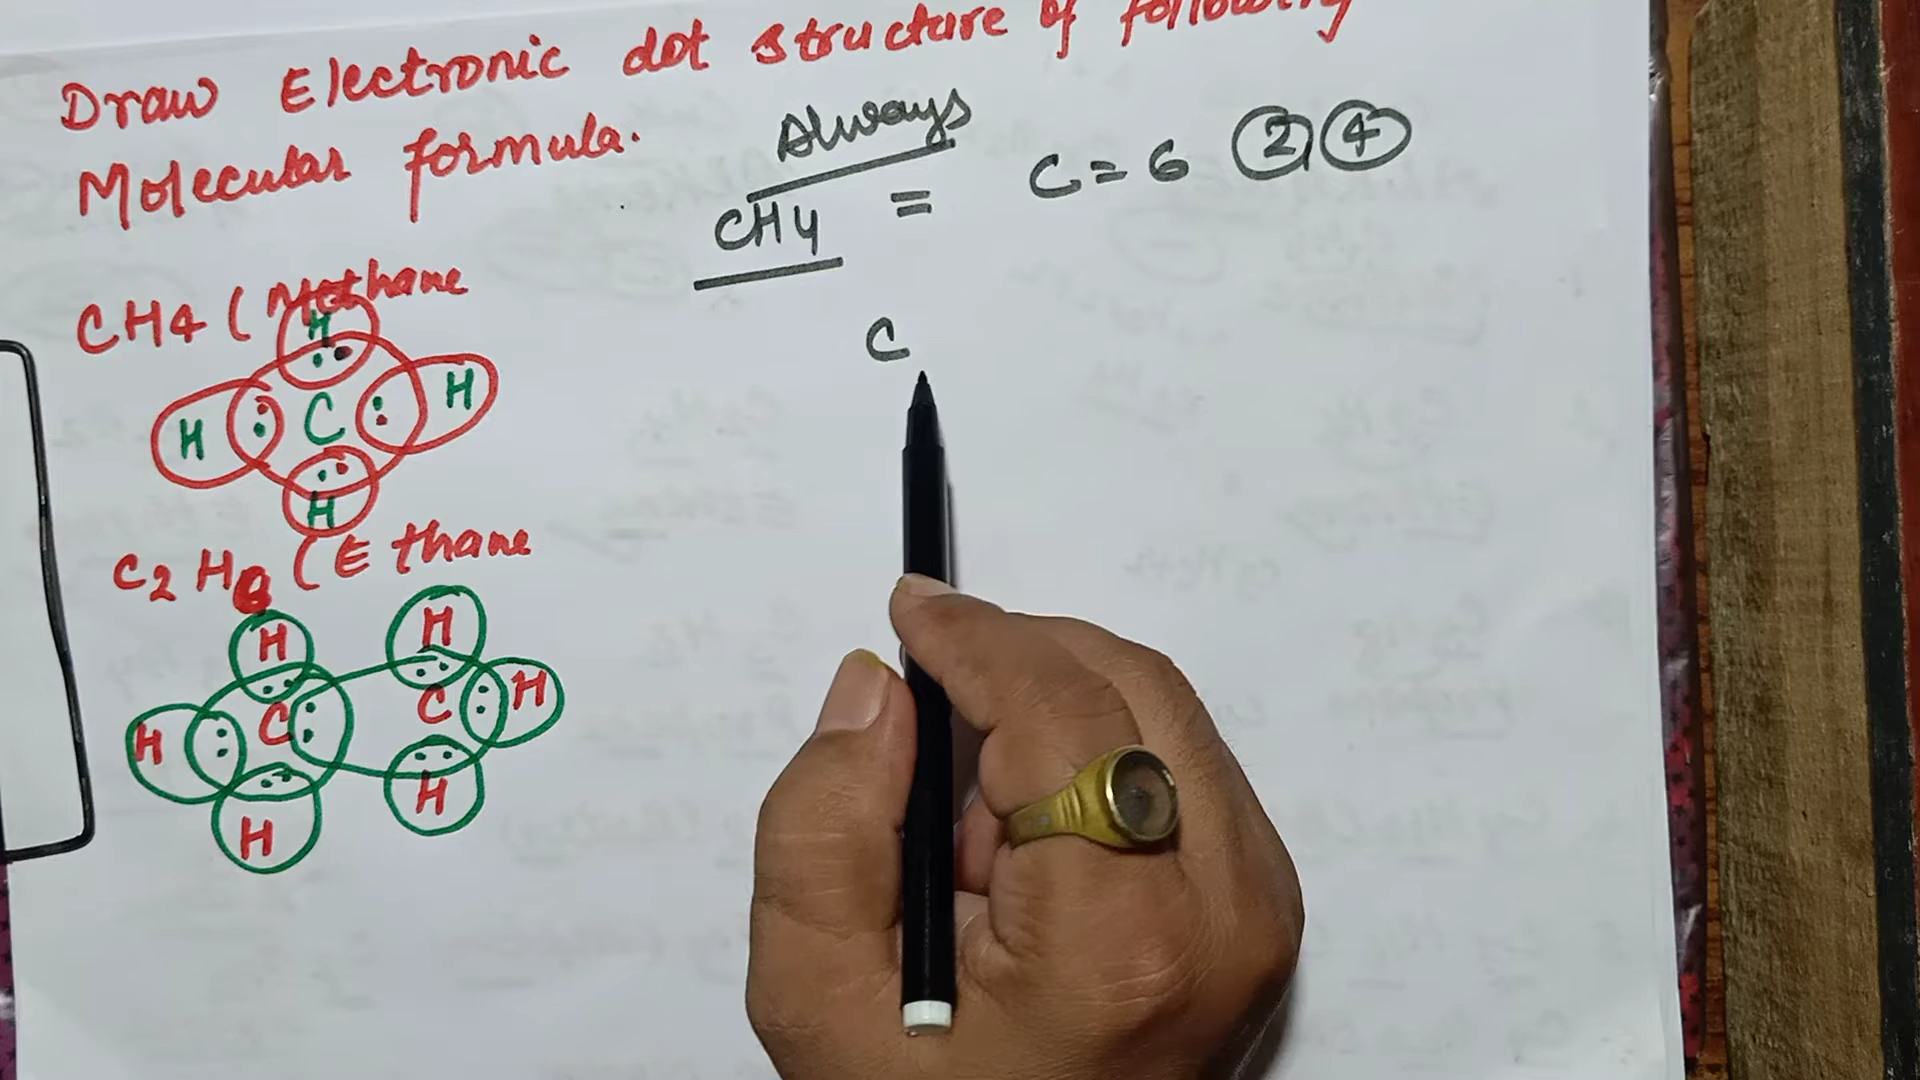 Draw Electronic dot structure of following
Molecular formula.
Always
CH4 = C = 6 2, 4
CH4 ( Methane
H
H C H
H
C
C2 H6 ( Ethane
H H
H C C H
H H